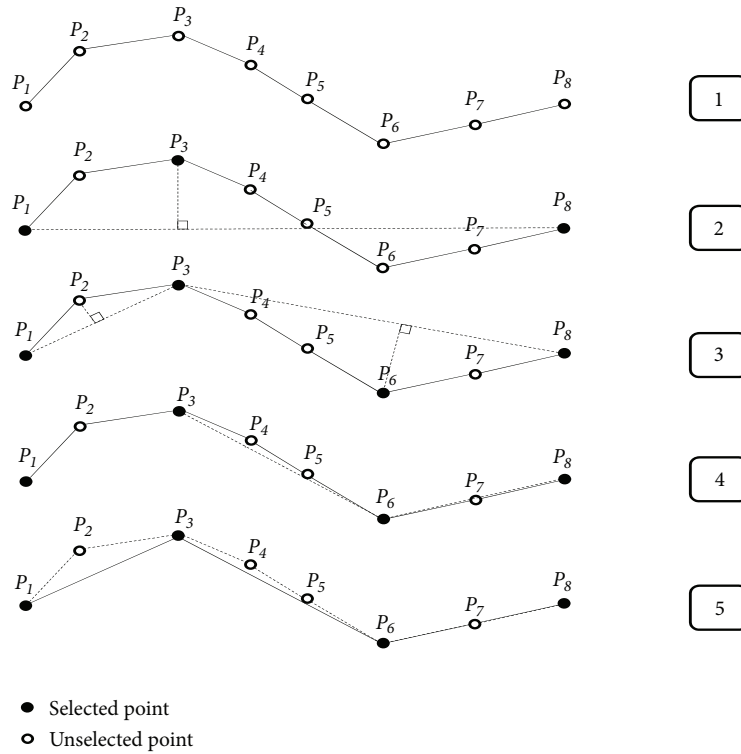 P1 P2 P3 P4 P5 P6 P7 P8 1
P1 P2 P3 P4 P5 P6 P7 P8 2
P1 P2 P3 P4 P5 P6 P7 P8 3
P1 P2 P3 P4 P5 P6 P7 P8 4
P1 P2 P3 P4 P5 P6 P7 P8 5
Selected point
Unselected point